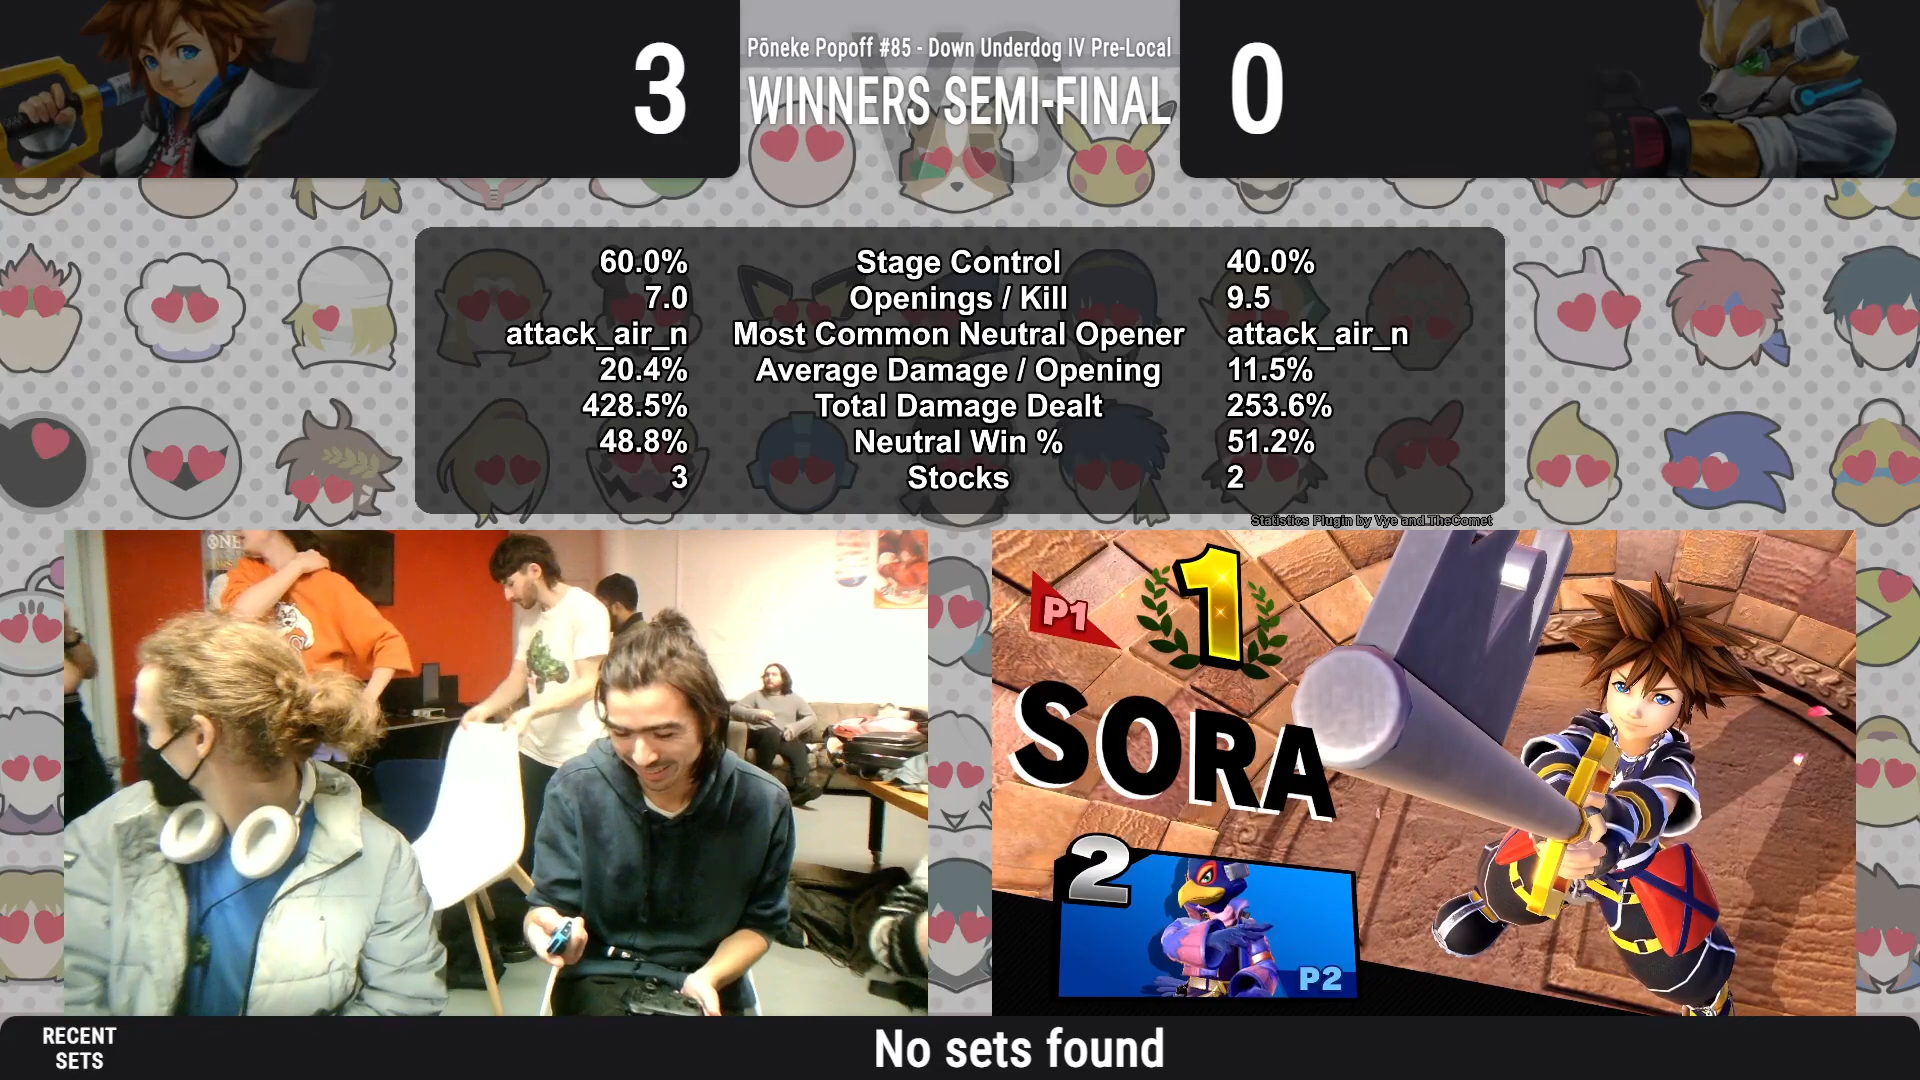 3
Pōneke Popoff #85 - Down Underdog IV Pre-Local
WINNERS SEMI-FINAL
0
60.0% Stage Control 40.0%
7.0 Openings / Kill 9.5
attack_air_n Most Common Neutral Opener attack_air_n
20.4% Average Damage / Opening 11.5%
428.5% Total Damage Dealt 253.6%
48.8% Neutral Win % 51.2%
3 Stocks 2
Statistics Plugin by Vye and TheComet
P1
1
SORA
2
P2
RECENT
SETS
No sets found